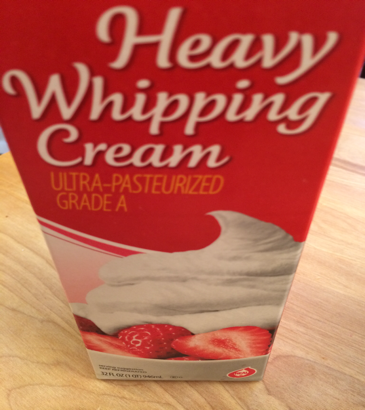 Heavy
Whipping
Cream
ULTRA-PASTEURIZED
GRADE A